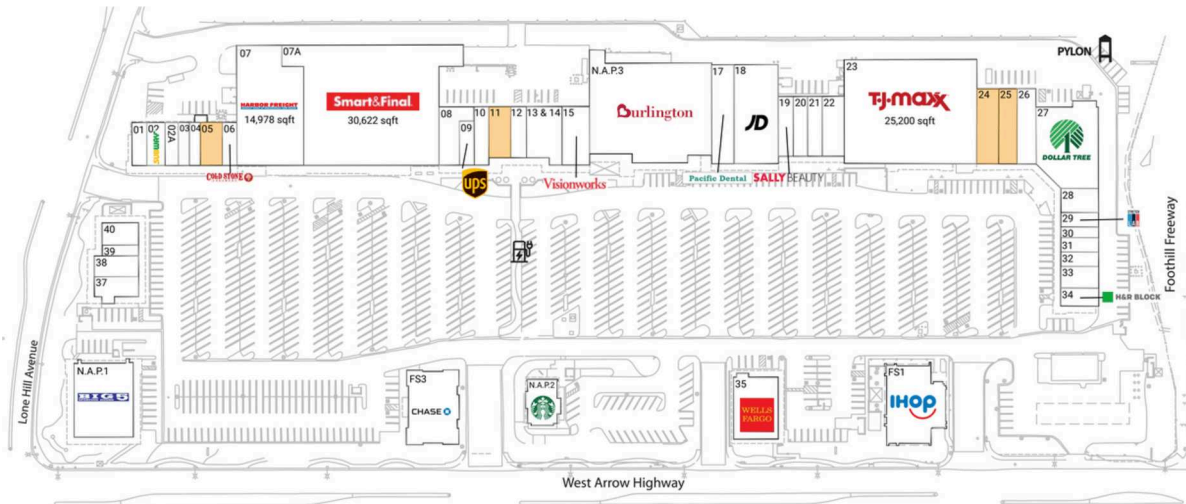 PYLON
07
07A
HARBOR FREIGHT
14,978 sqft
Smart&Final.
30,622 sqft
N.A.P.3
Burlington
17
18
JD
23
TJ·maxx
25,200 sqft
01
02
SUBWAY
02A
03
04
05
06
COLD STONE
08
09
10
11
12
13 & 14
15
19
20
21
22
24
25
26
27
DOLLAR TREE
ups
Visionworks
Pacific Dental
SALLY BEAUTY
28
29
30
31
32
33
34
H&R BLOCK
40
39
38
37
Lone Hill Avenue
Foothill Freeway
N.A.P.1
BIG 5
FS3
CHASE
N.A.P.2
35
WELLS
FARGO
FS1
IHOP
West Arrow Highway